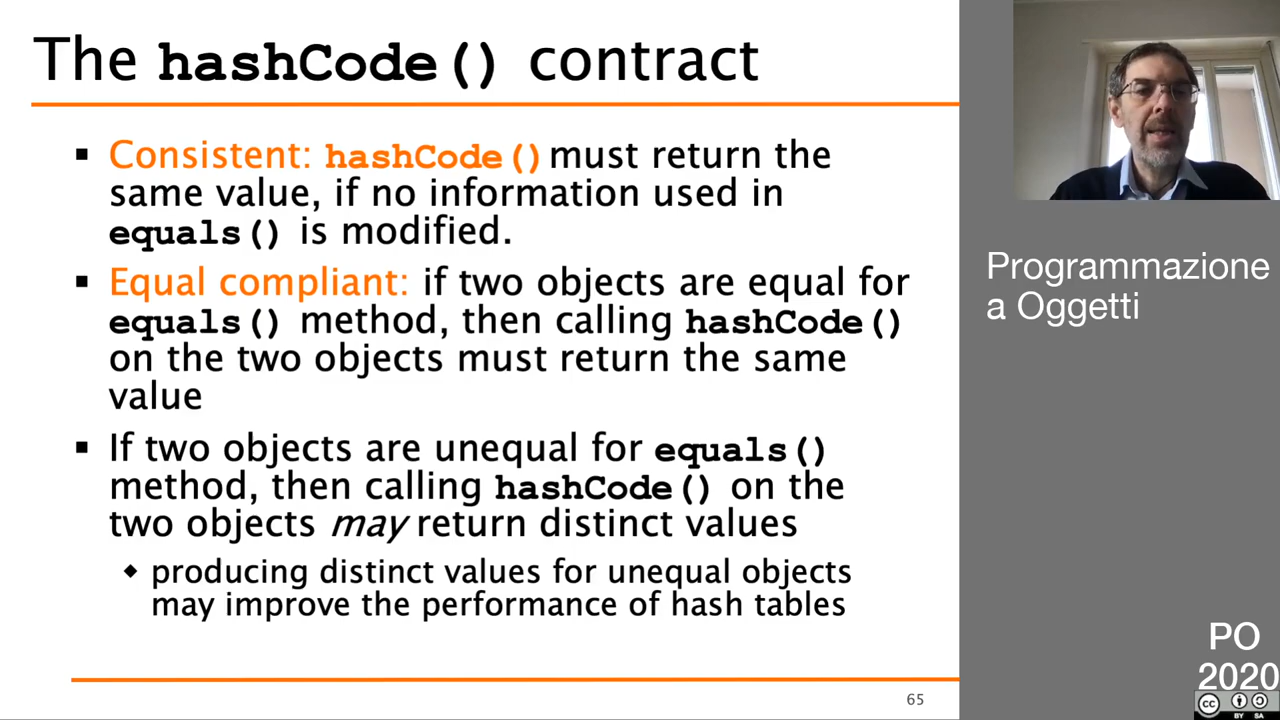 The hashCode() contract
▪ Consistent: hashCode() must return the
same value, if no information used in
equals() is modified.
▪ Equal compliant: if two objects are equal for
equals() method, then calling hashCode()
on the two objects must return the same
value
▪ If two objects are unequal for equals()
method, then calling hashCode() on the
two objects may return distinct values
◆ producing distinct values for unequal objects
may improve the performance of hash tables
65
Programmazione
a Oggetti
PO
2020
cc
BY SA